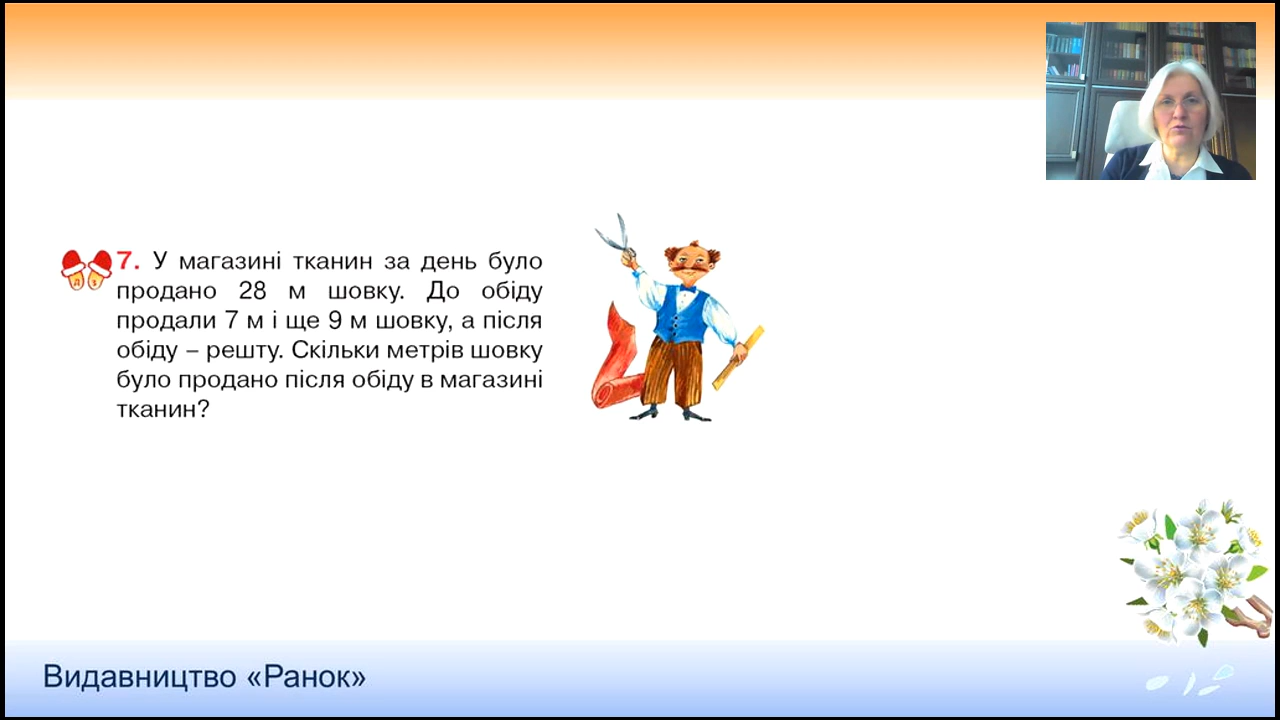 7. У магазині тканин за день було
продано 28 м шовку. До обіду
продали 7 м і ще 9 м шовку, а після
обіду – решту. Скільки метрів шовку
було продано після обіду в магазині
тканин?
Д З
Видавництво «Ранок»